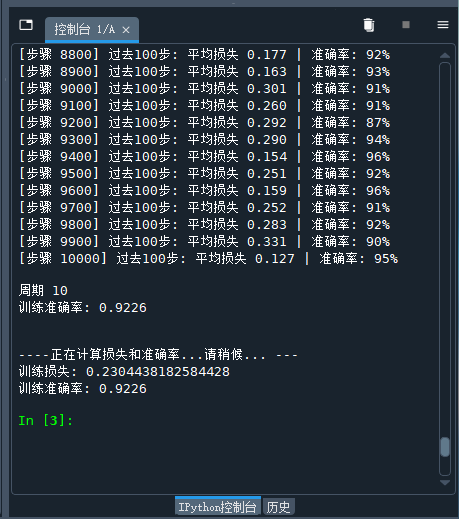 控制台 1/A ×
[步骤 8800] 过去100步: 平均损失 0.177 | 准确率: 92%
[步骤 8900] 过去100步: 平均损失 0.163 | 准确率: 93%
[步骤 9000] 过去100步: 平均损失 0.301 | 准确率: 91%
[步骤 9100] 过去100步: 平均损失 0.260 | 准确率: 91%
[步骤 9200] 过去100步: 平均损失 0.292 | 准确率: 87%
[步骤 9300] 过去100步: 平均损失 0.290 | 准确率: 94%
[步骤 9400] 过去100步: 平均损失 0.154 | 准确率: 96%
[步骤 9500] 过去100步: 平均损失 0.251 | 准确率: 92%
[步骤 9600] 过去100步: 平均损失 0.159 | 准确率: 96%
[步骤 9700] 过去100步: 平均损失 0.252 | 准确率: 91%
[步骤 9800] 过去100步: 平均损失 0.283 | 准确率: 92%
[步骤 9900] 过去100步: 平均损失 0.331 | 准确率: 90%
[步骤 10000] 过去100步: 平均损失 0.127 | 准确率: 95%
周期 10
训练准确率: 0.9226
----正在计算损失和准确率...请稍候... ---
训练损失: 0.2304438182584428
训练准确率: 0.9226
In [3]:
IPython控制台 历史